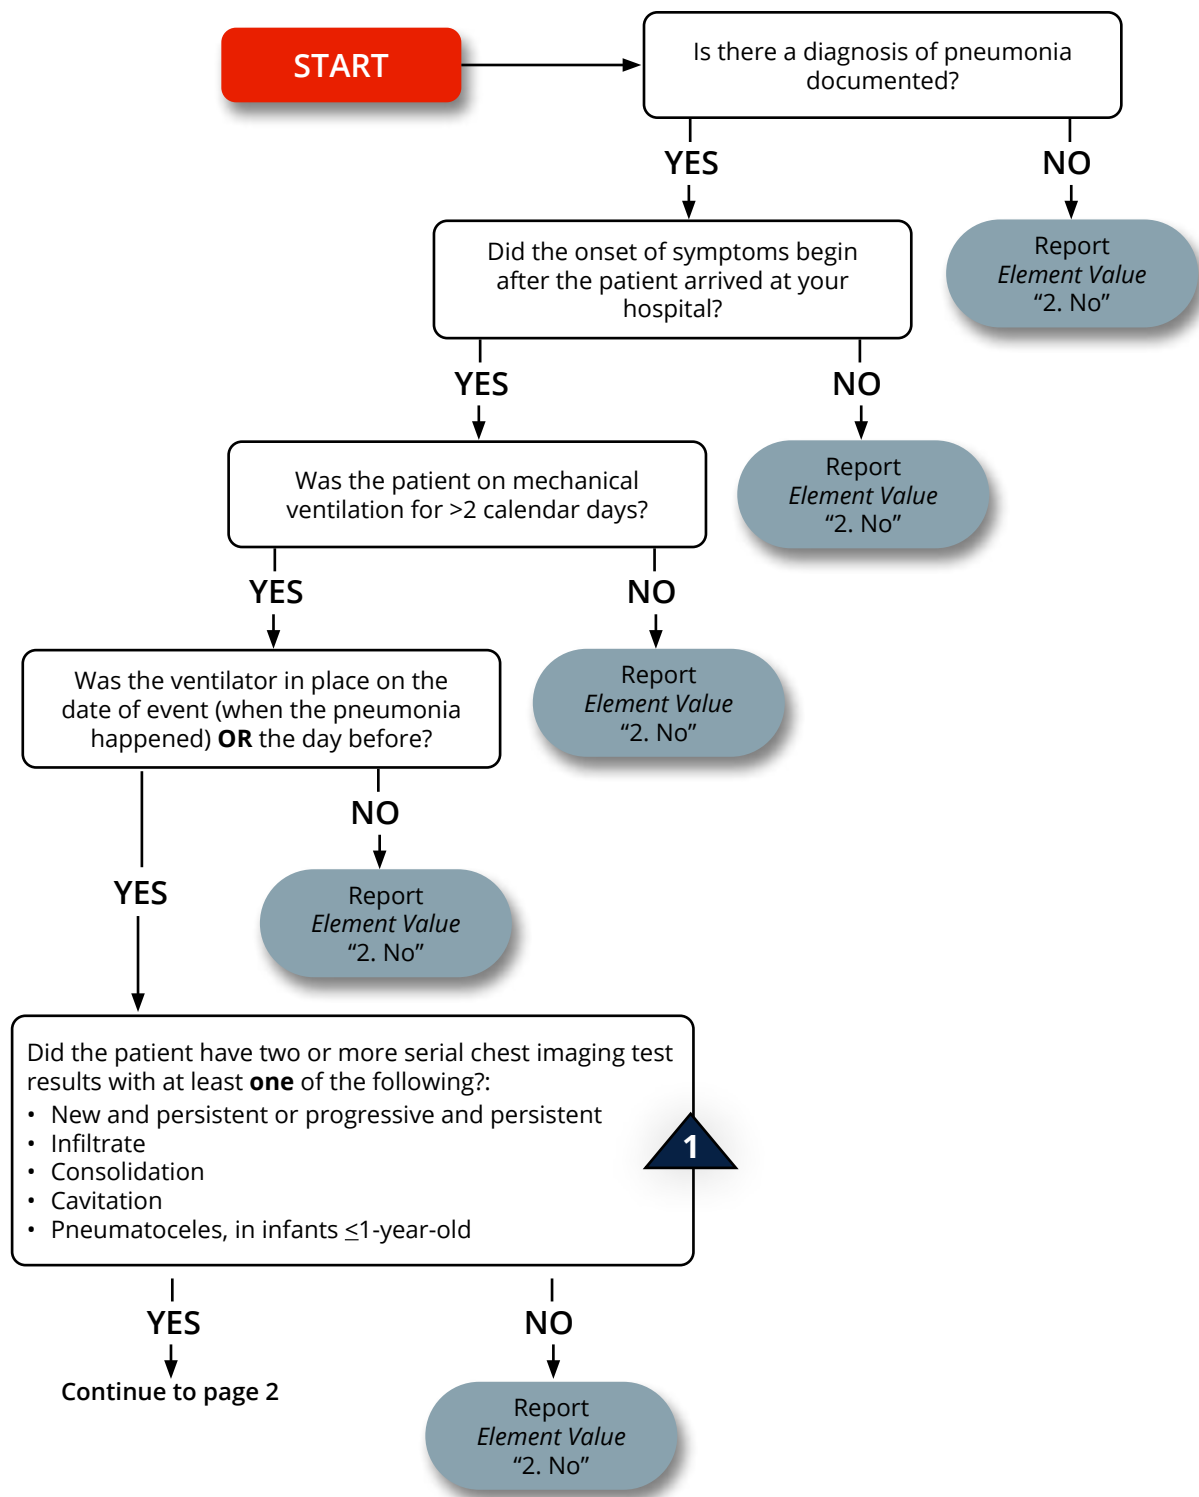 START
Is there a diagnosis of pneumonia
documented?
YES
NO
Did the onset of symptoms begin
after the patient arrived at your
hospital?
Report
Element Value
“2. No”
YES
NO
Was the patient on mechanical
ventilation for >2 calendar days?
Report
Element Value
“2. No”
YES
NO
Was the ventilator in place on the
date of event (when the pneumonia
happened) OR the day before?
Report
Element Value
“2. No”
YES
NO
Report
Element Value
“2. No”
Did the patient have two or more serial chest imaging test
results with at least one of the following?:
• New and persistent or progressive and persistent
• Infiltrate
• Consolidation
• Cavitation
• Pneumatoceles, in infants ≤1-year-old
1
YES
NO
Continue to page 2
Report
Element Value
“2. No”